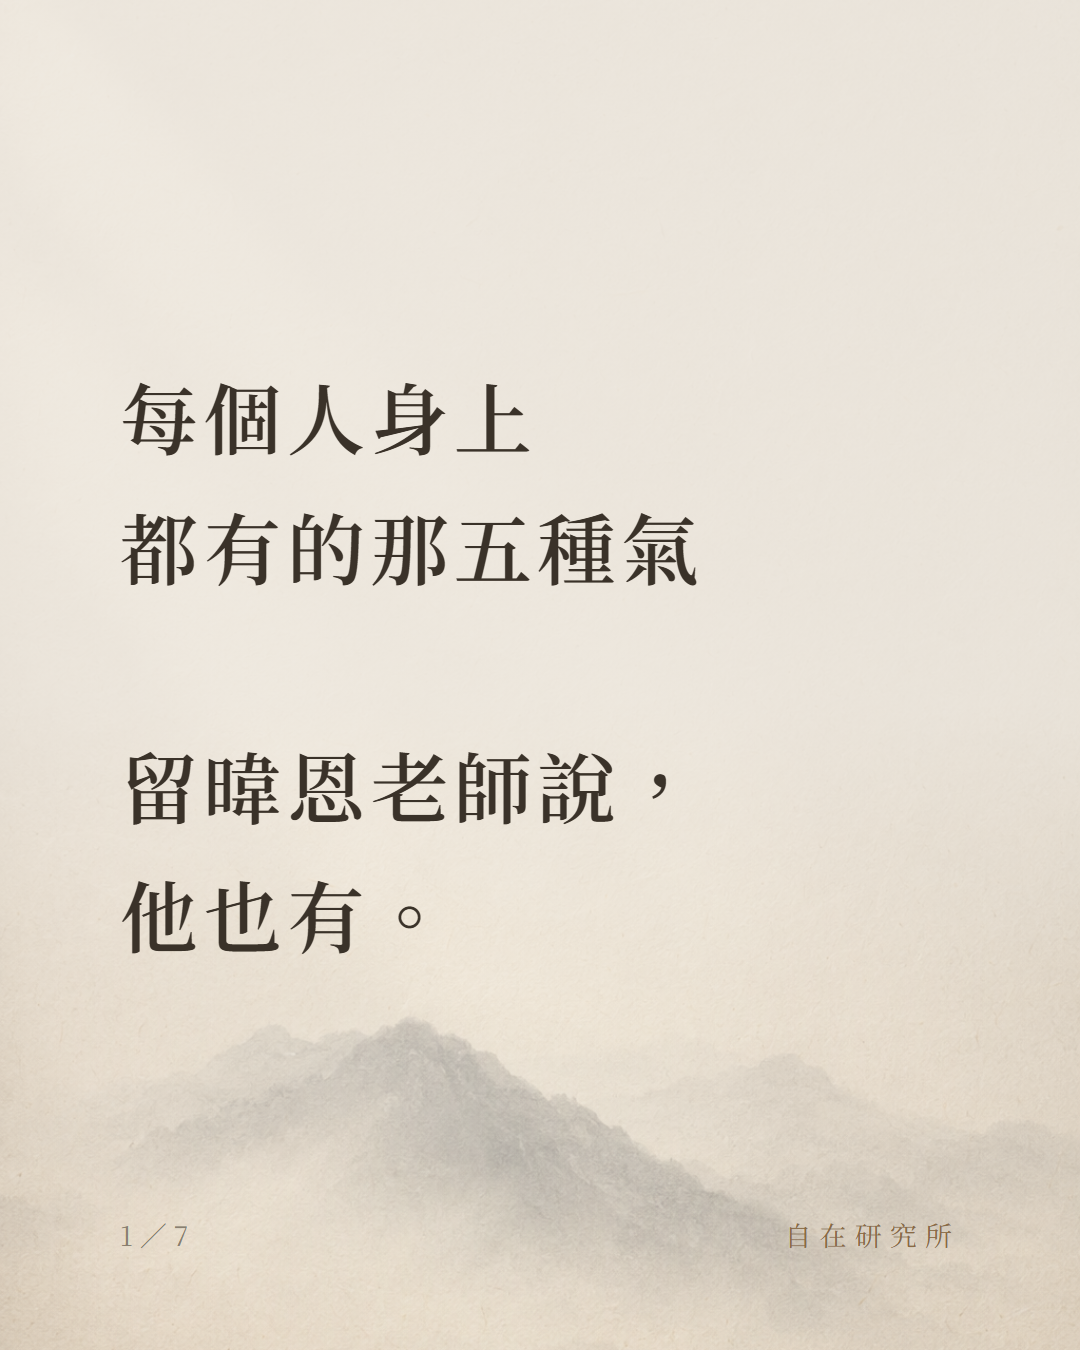 每個人身上
都有的那五種氣
留暐恩老師說，
他也有。
1／7
自在研究所